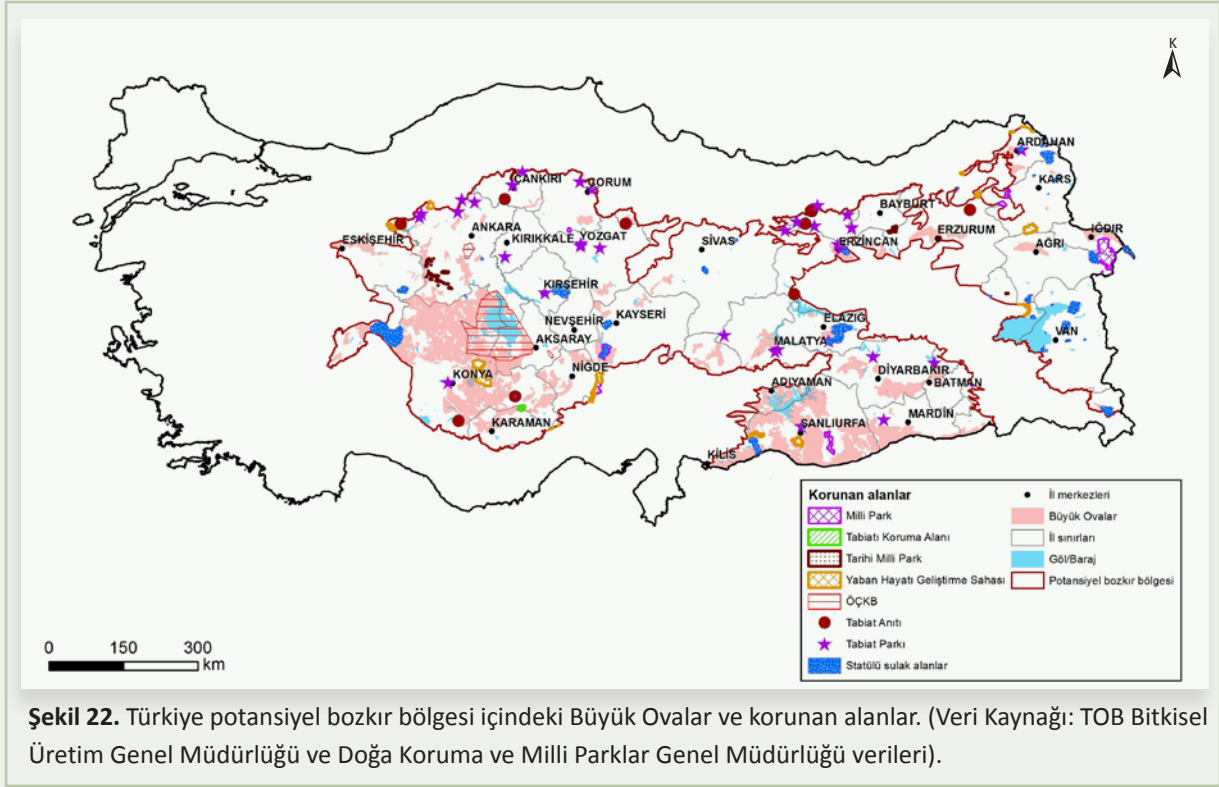 K
ARDAHAN
KARS
ÇANKIRI
ÇORUM
BAYBURT
ANKARA
KIRIKKALE
YOZGAT
ERZURUM
IĞDIR
ESKİŞEHİR
SİVAS
ERZİNCAN
AĞRI
KIRŞEHİR
NEVŞEHİR
KAYSERİ
ELAZIĞ
VAN
AKSARAY
MALATYA
KONYA
NİĞDE
DİYARBAKIR
ADIYAMAN
BATMAN
KARAMAN
ŞANLIURFA
MARDİN
KİLİS
Korunan alanlar
Milli Park
Tabiatı Koruma Alanı
Tarihi Milli Park
Yaban Hayatı Geliştirme Sahası
ÖÇKB
Tabiat Anıtı
Tabiat Parkı
Statülü sulak alanlar
İl merkezleri
Büyük Ovalar
İl sınırları
Göl/Baraj
Potansiyel bozkır bölgesi
0 150 300
km
Şekil 22. Türkiye potansiyel bozkır bölgesi içindeki Büyük Ovalar ve korunan alanlar. (Veri Kaynağı: TOB Bitkisel
Üretim Genel Müdürlüğü ve Doğa Koruma ve Milli Parklar Genel Müdürlüğü verileri).